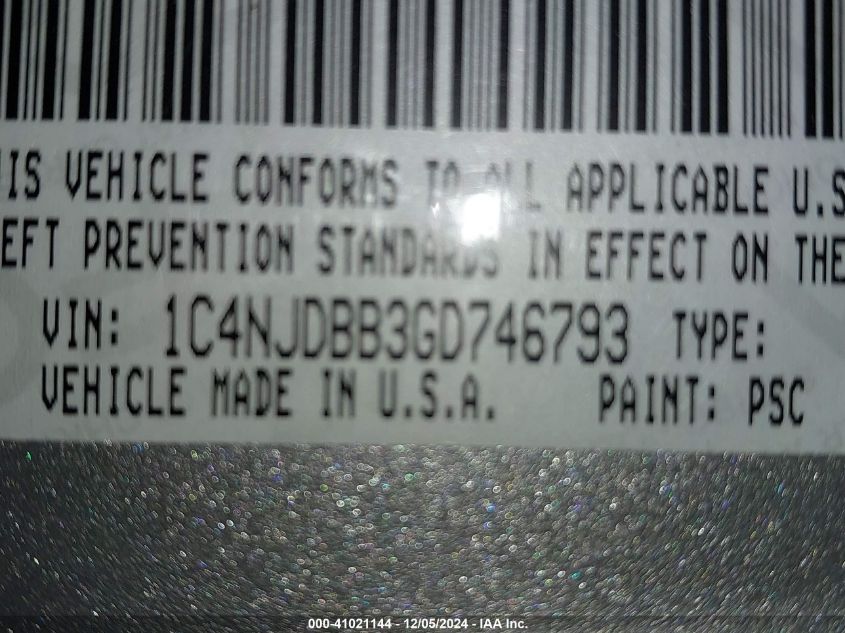 IS VEHICLE CONFORMS TO ALL APPLICABLE U.S
EFT PREVENTION STANDARDS IN EFFECT ON THE
VIN: 1C4NJDBB3GD746793 TYPE:
VEHICLE MADE IN U.S.A. PAINT: PSC
000-41021144 - 12/05/2024 - IAA Inc.